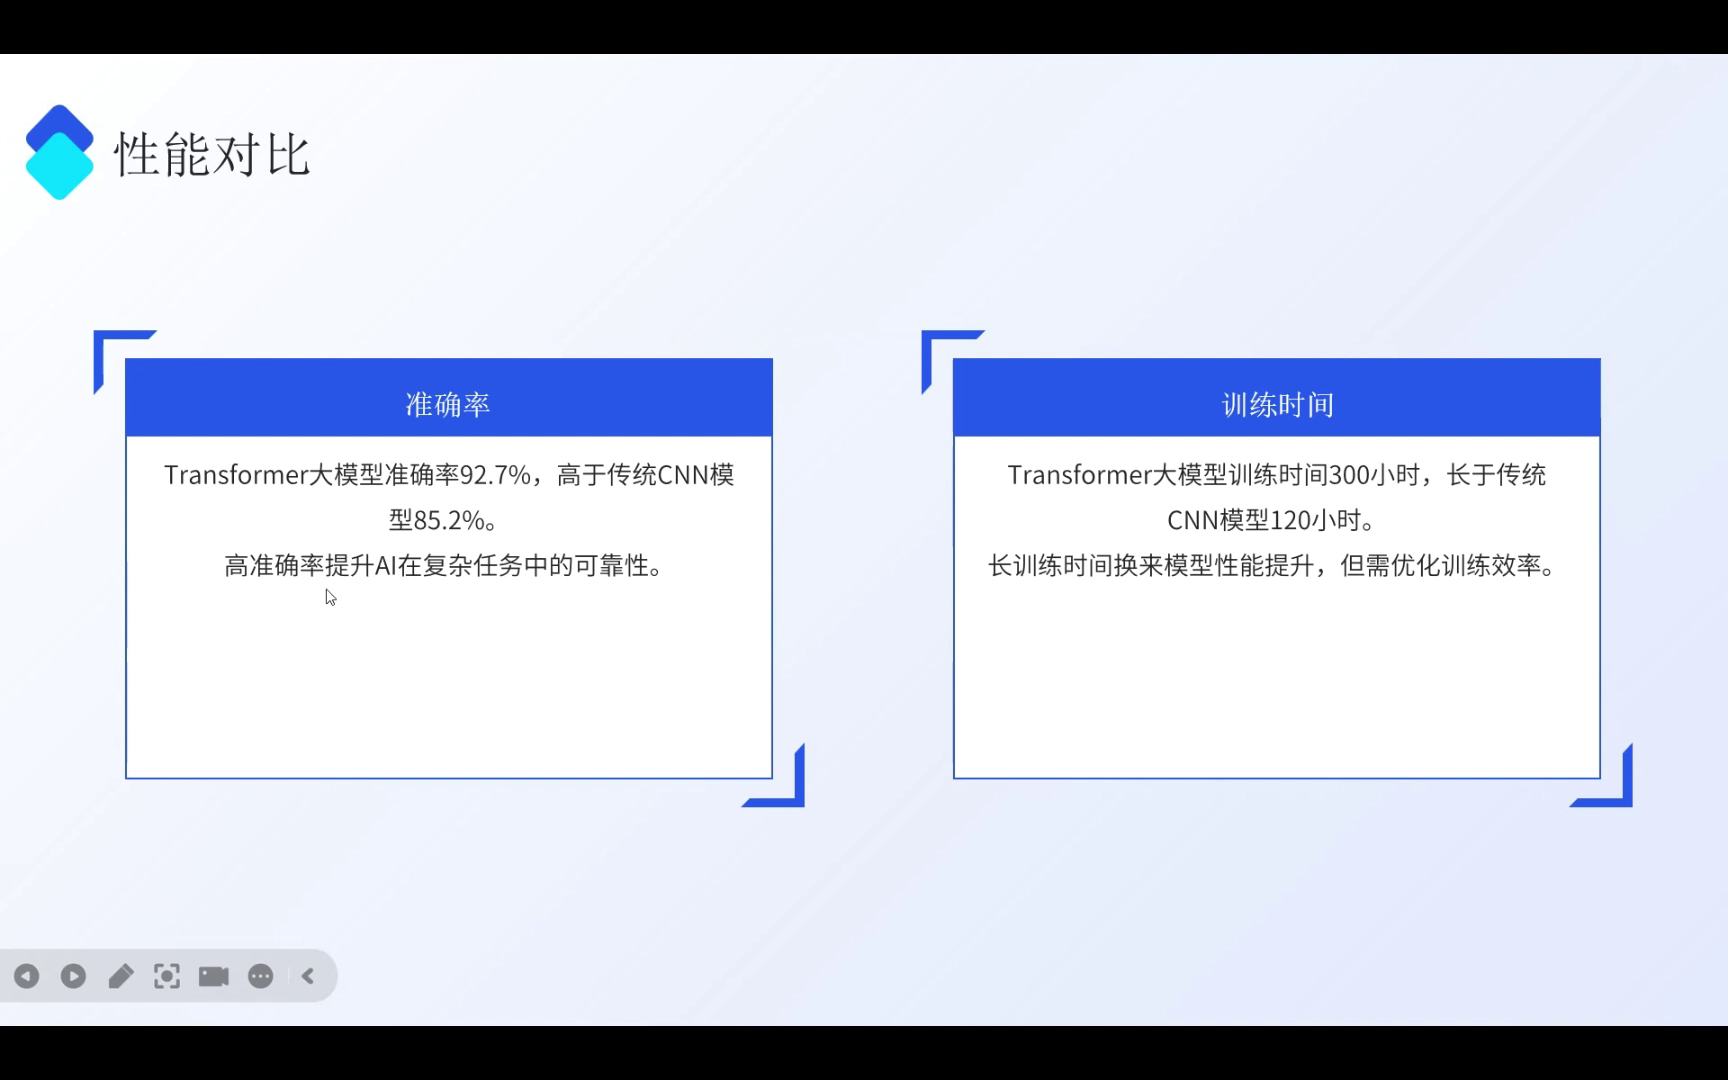 性能对比
准确率
Transformer大模型准确率92.7%，高于传统CNN模
型85.2%。
高准确率提升AI在复杂任务中的可靠性。
训练时间
Transformer大模型训练时间300小时，长于传统
CNN模型120小时。
长训练时间换来模型性能提升，但需优化训练效率。